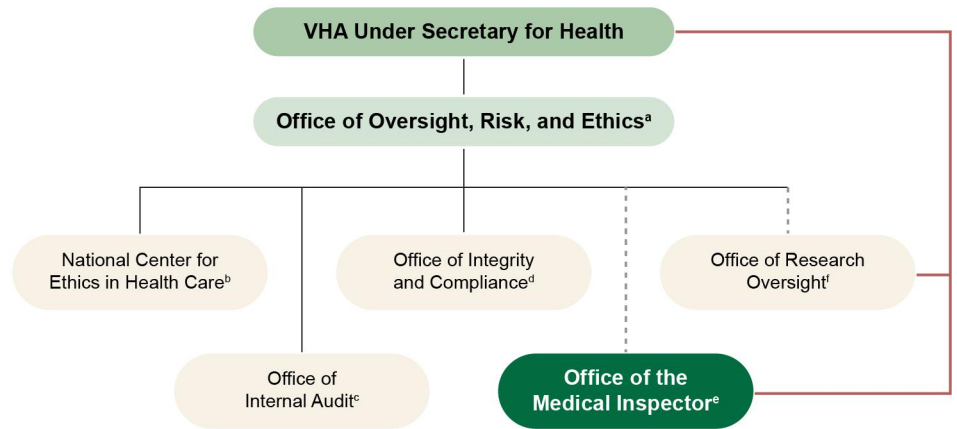 VHA Under Secretary for Health
Office of Oversight, Risk, and Ethicsᵃ
National Center for
Ethics in Health Careᵇ
Office of Integrity
and Complianceᵈ
Office of Research
Oversightᶠ
Office of
Internal Auditᶜ
Office of the
Medical Inspectorᵉ